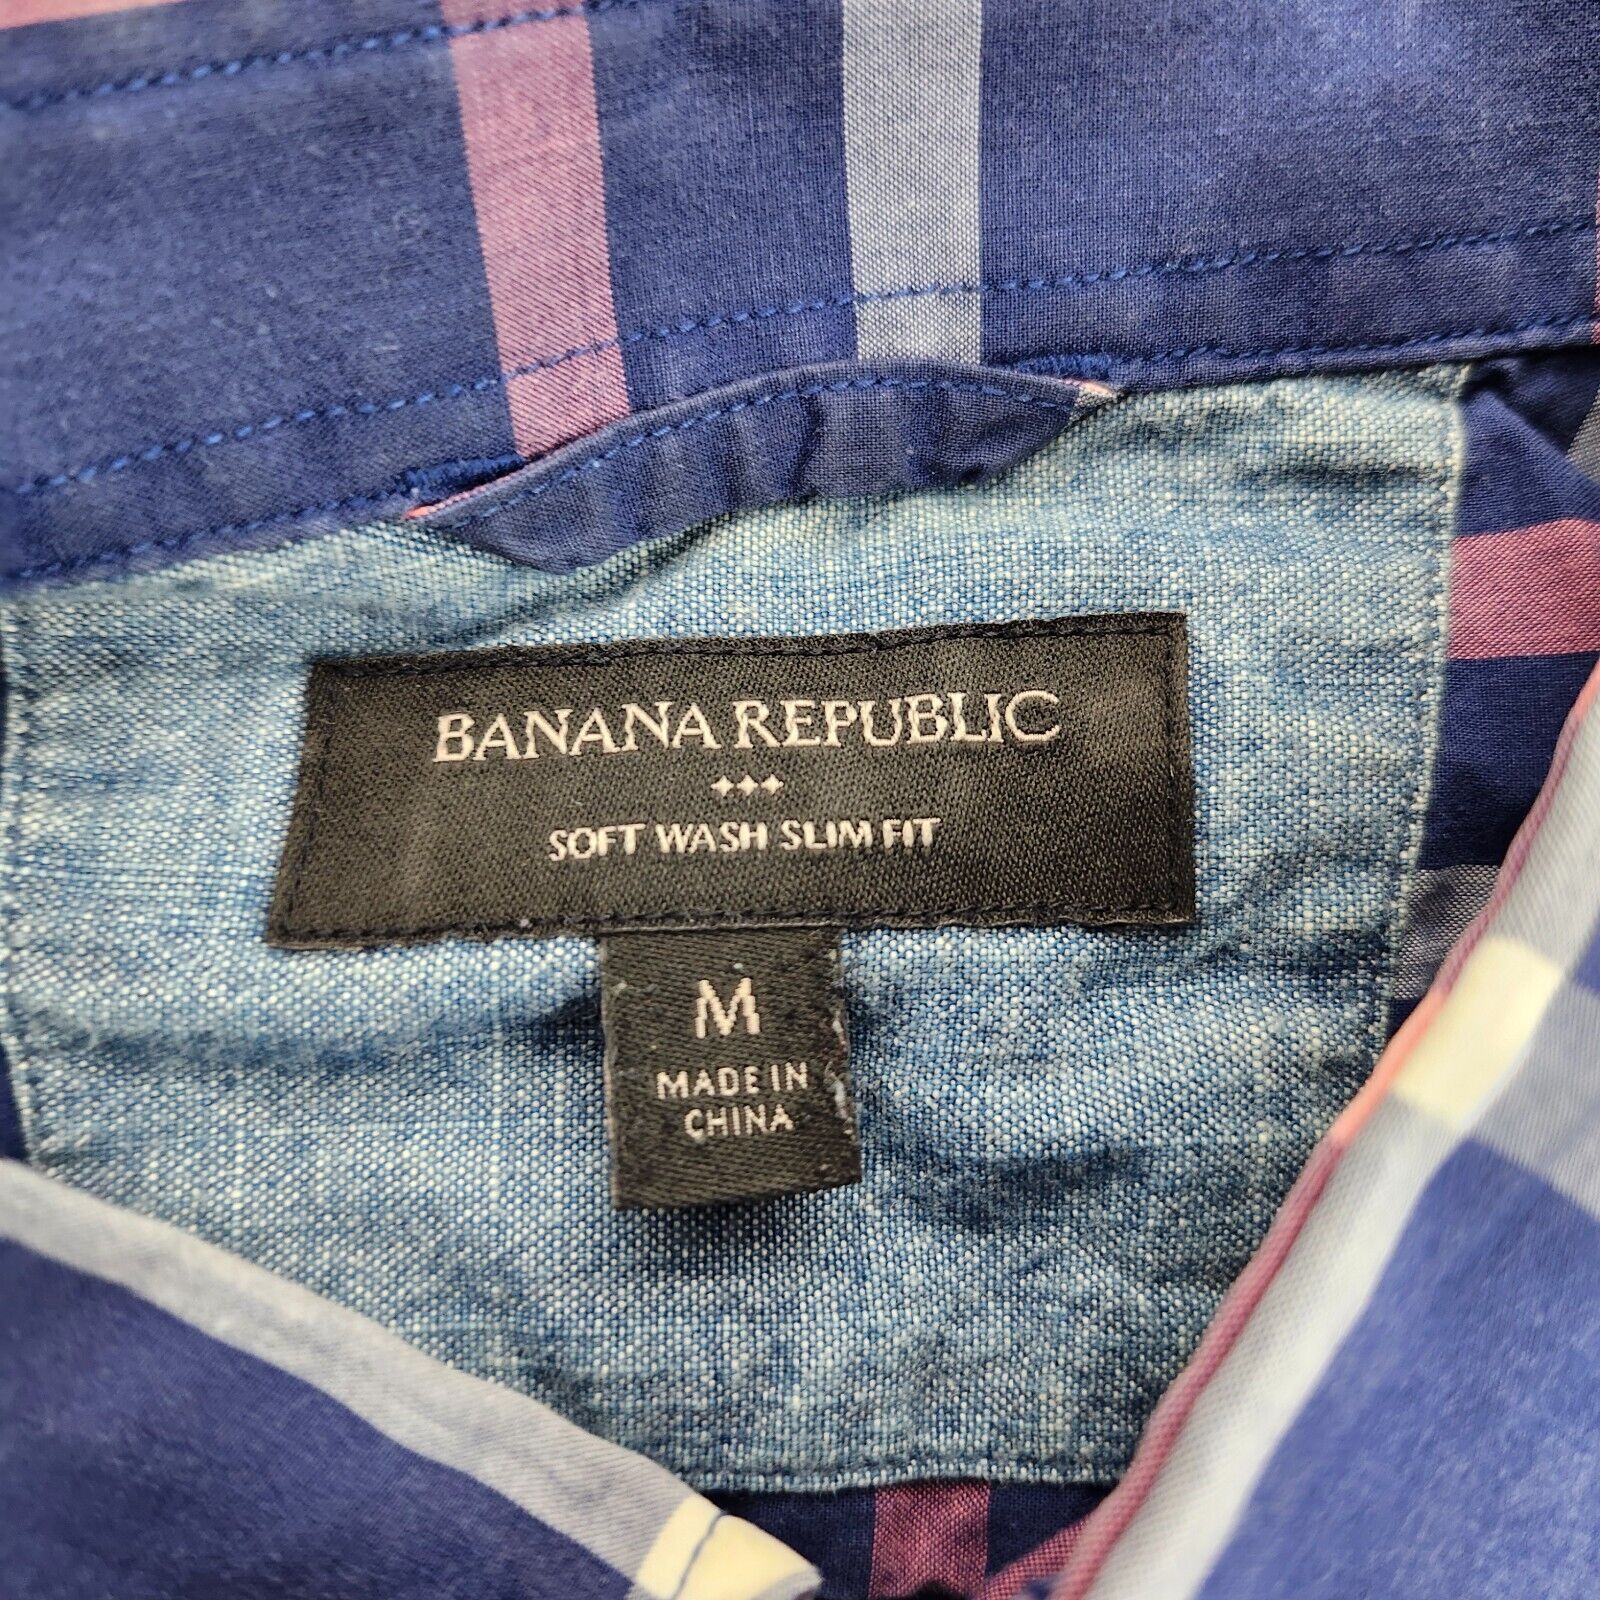 BANANA REPUBLIC
SOFT WASH SLIM FIT
M
MADE IN
CHINA